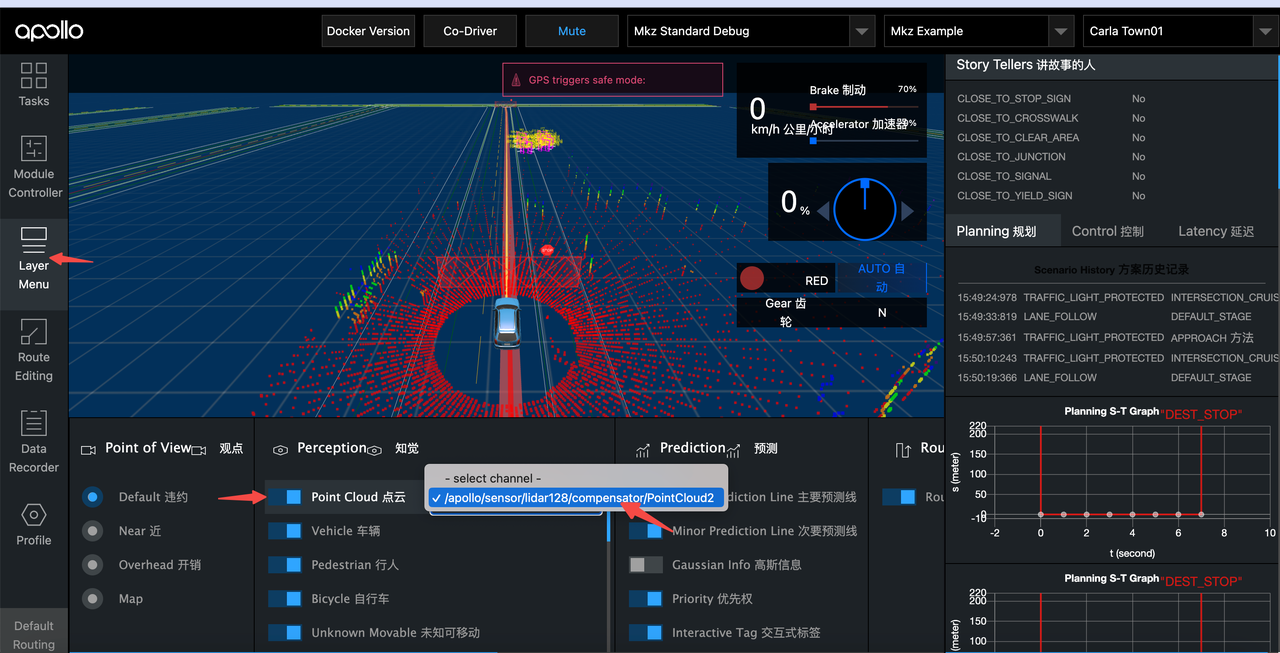 apollo
Docker Version
Co-Driver
Mute
Mkz Standard Debug
Mkz Example
Carla Town01
Tasks
Module
Controller
Layer
Menu
Route
Editing
Data
Recorder
Profile
Default
Routing
GPS triggers safe mode:
0
km/h 公里/小时
Brake 制动
70%
Accelerator 加速器
0 %
RED
AUTO 自
动
Gear 齿
轮
N
Point of View 观点
Default 违约
Near 近
Overhead 开销
Map
Perception 知觉
Point Cloud 点云
- select channel -
✓ /apollo/sensor/lidar128/compensator/PointCloud2
Vehicle 车辆
Pedestrian 行人
Bicycle 自行车
Unknown Movable 未知可移动
Prediction 预测
diction Line 主要预测线
Minor Prediction Line 次要预测线
Gaussian Info 高斯信息
Priority 优先权
Interactive Tag 交互式标签
Rou
Rou
Story Tellers 讲故事的人
CLOSE_TO_STOP_SIGN No
CLOSE_TO_CROSSWALK No
CLOSE_TO_CLEAR_AREA No
CLOSE_TO_JUNCTION No
CLOSE_TO_SIGNAL No
CLOSE_TO_YIELD_SIGN No
Planning 规划
Control 控制
Latency 延迟
Scenario History 方案历史记录
15:49:24:978 TRAFFIC_LIGHT_PROTECTED INTERSECTION_CRUIS
15:49:33:819 LANE_FOLLOW DEFAULT_STAGE
15:49:57:361 TRAFFIC_LIGHT_PROTECTED APPROACH 方法
15:50:10:243 TRAFFIC_LIGHT_PROTECTED INTERSECTION_CRUIS
15:50:19:366 LANE_FOLLOW DEFAULT_STAGE
Planning S-T Graph "DEST_STOP"
220
200
150
100
50
0
-10
s (meter)
-2 0 2 4 6 8 10
t (second)
Planning S-T Graph "DEST_STOP"
220
200
150
100
(meter)